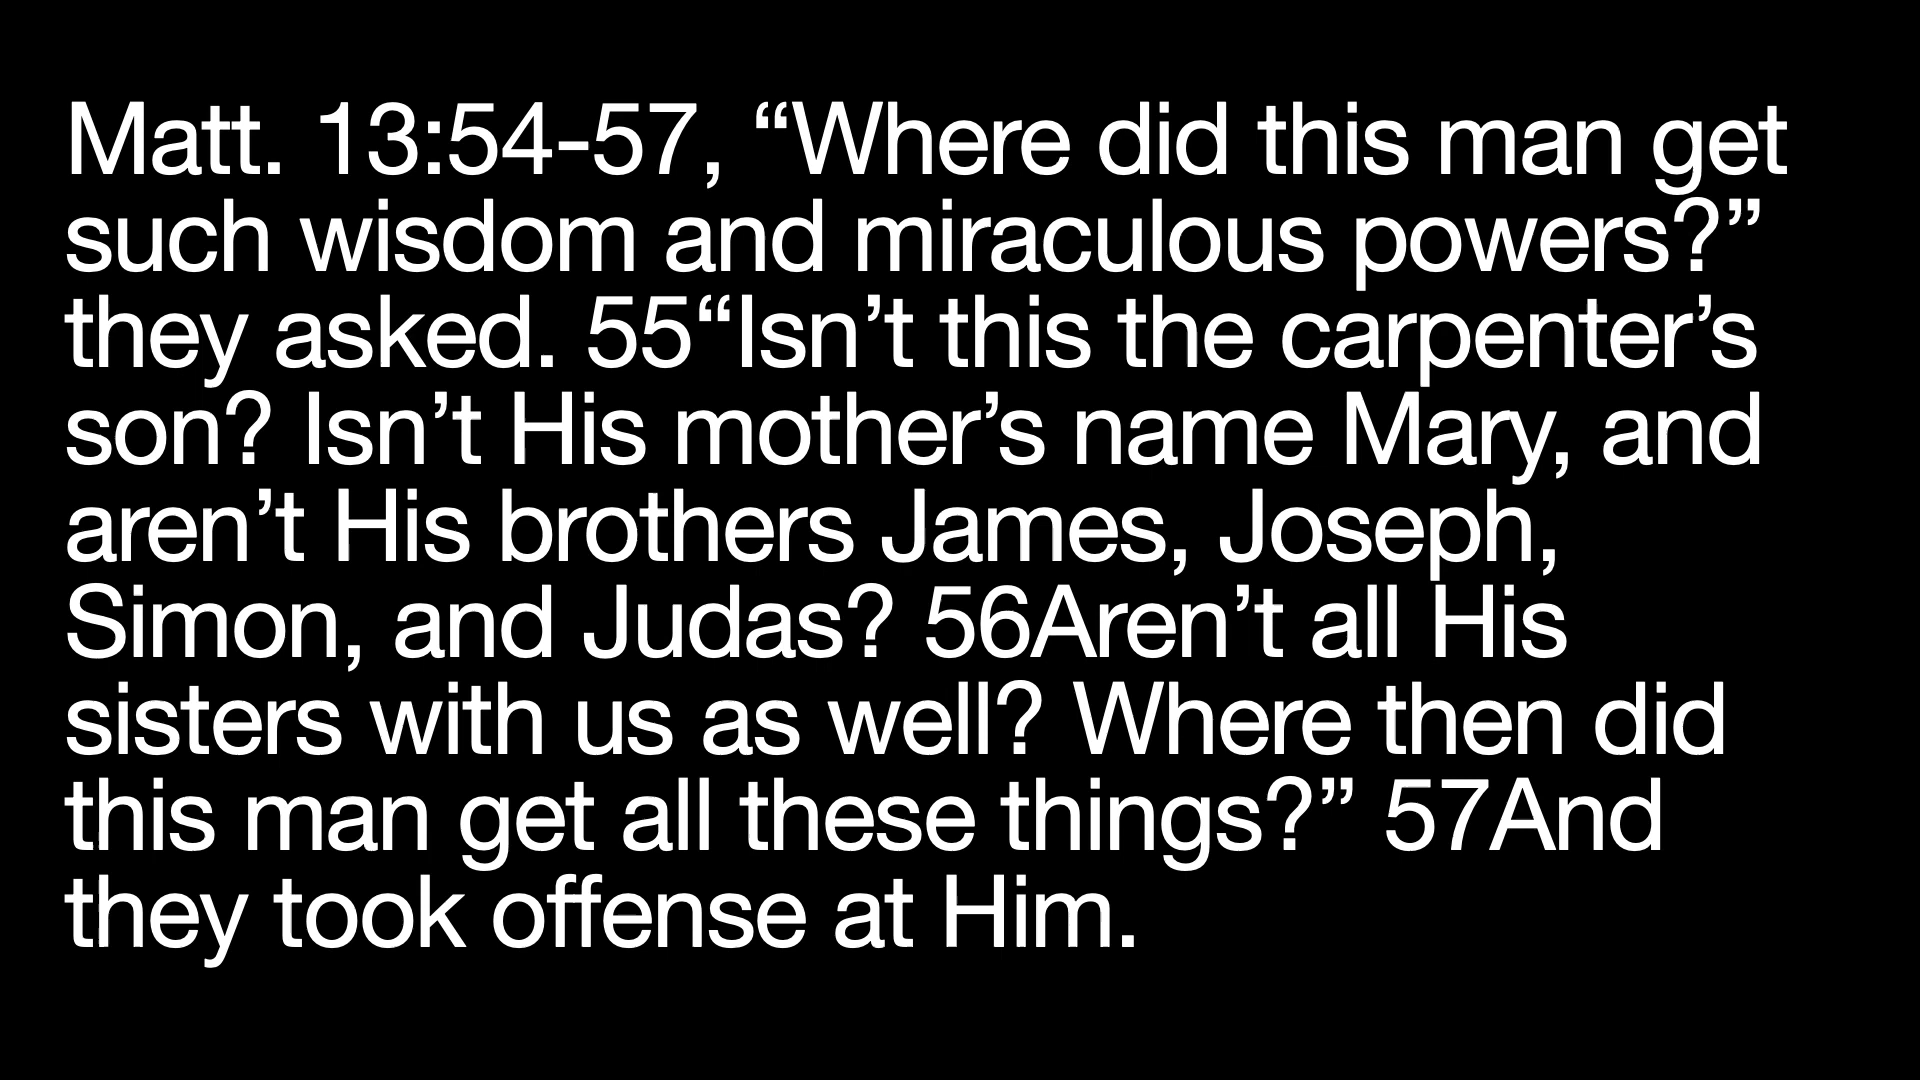 Matt. 13:54-57, “Where did this man get
such wisdom and miraculous powers?”
they asked. 55“Isn’t this the carpenter’s
son? Isn’t His mother’s name Mary, and
aren’t His brothers James, Joseph,
Simon, and Judas? 56Aren’t all His
sisters with us as well? Where then did
this man get all these things?” 57And
they took offense at Him.